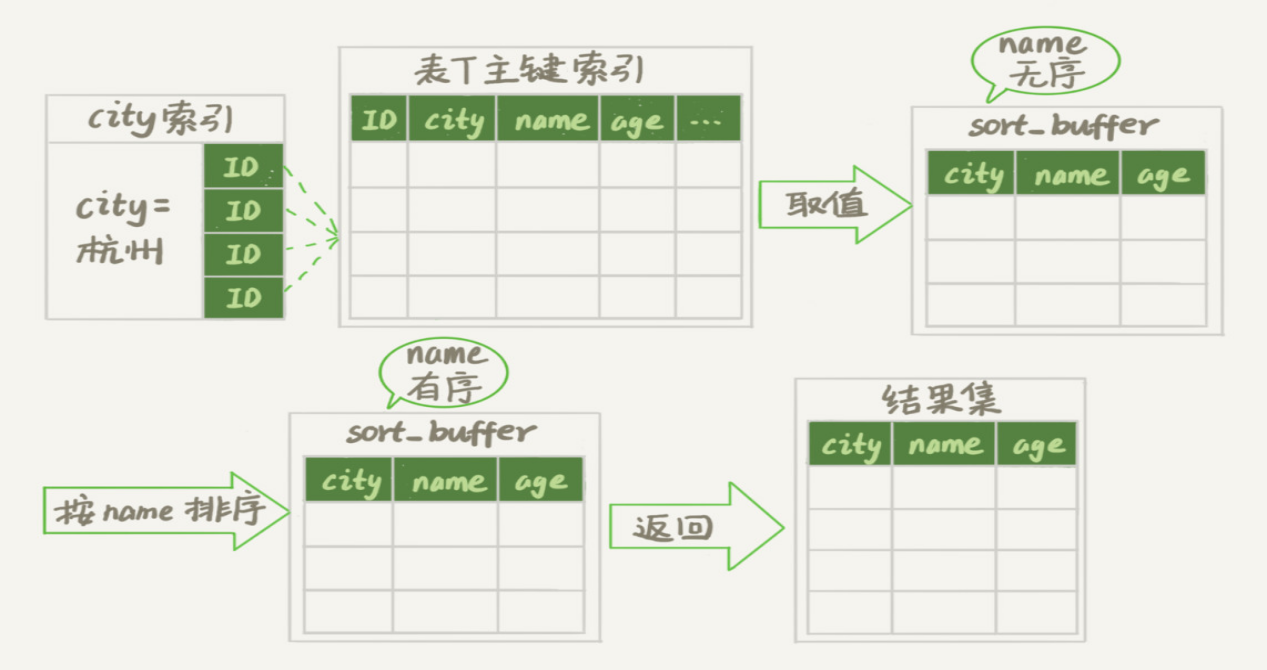 city索引
city=
杭州
ID
ID
ID
ID
表T主键索引
ID city name age ...
取值
name
无序
sort_buffer
city name age
按name排序
name
有序
sort_buffer
city name age
返回
结果集
city name age